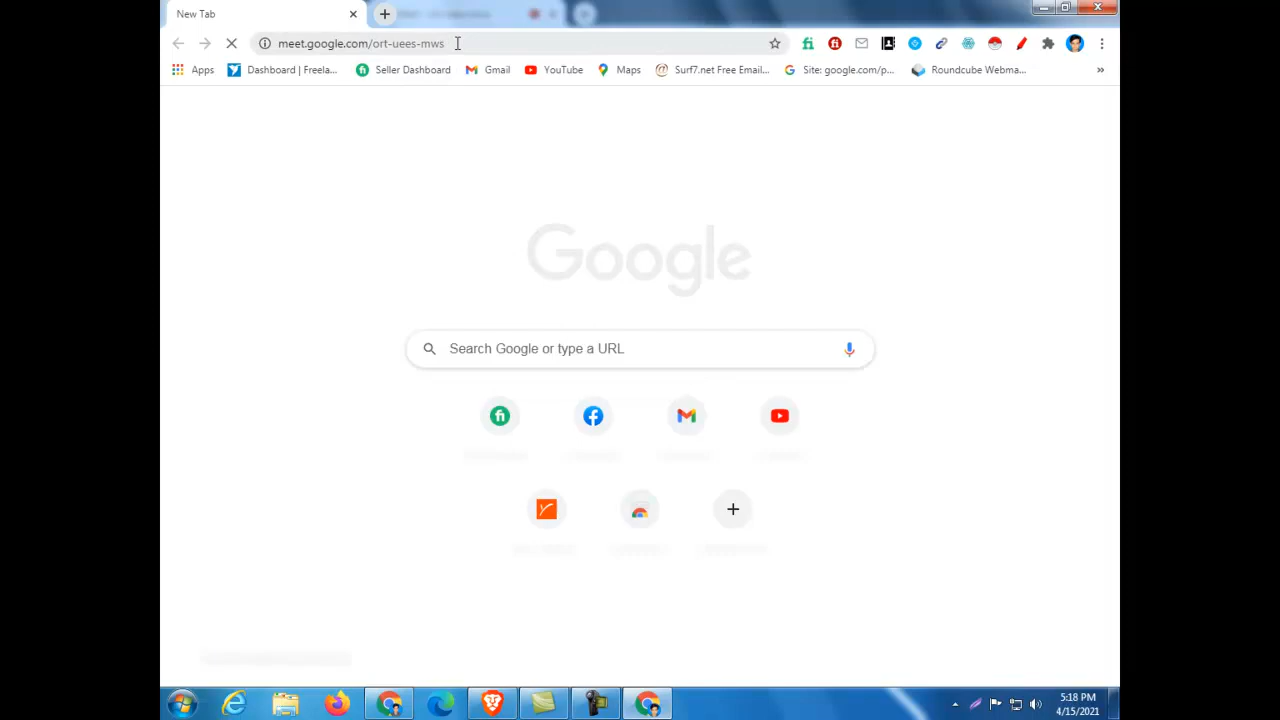 New Tab
meet.google.com/ort-uees-mws
Apps Dashboard | Freela... Seller Dashboard Gmail YouTube Maps Surf7.net Free Email... Site: google.com/p... Roundcube Webma... »
Google
Search Google or type a URL
5:18 PM
4/15/2021